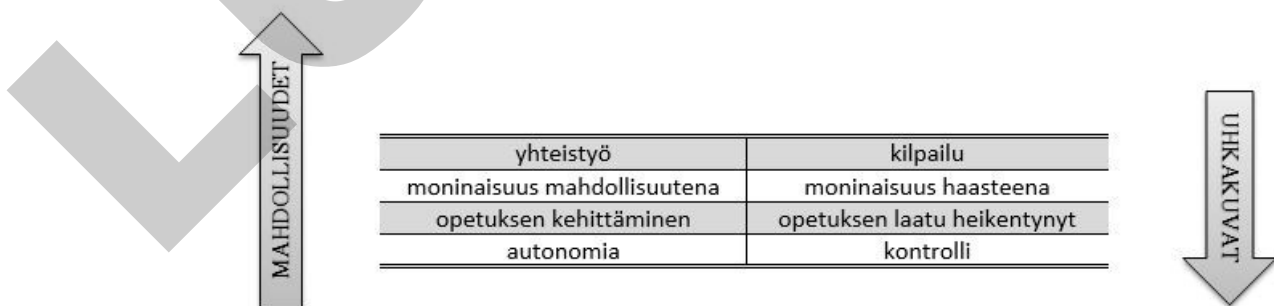 MAHDOLLISUUDET
yhteistyö kilpailu
moninaisuus mahdollisuutena moninaisuus haasteena
opetuksen kehittäminen opetuksen laatu heikentynyt
autonomia kontrolli
UHKAKUVAT